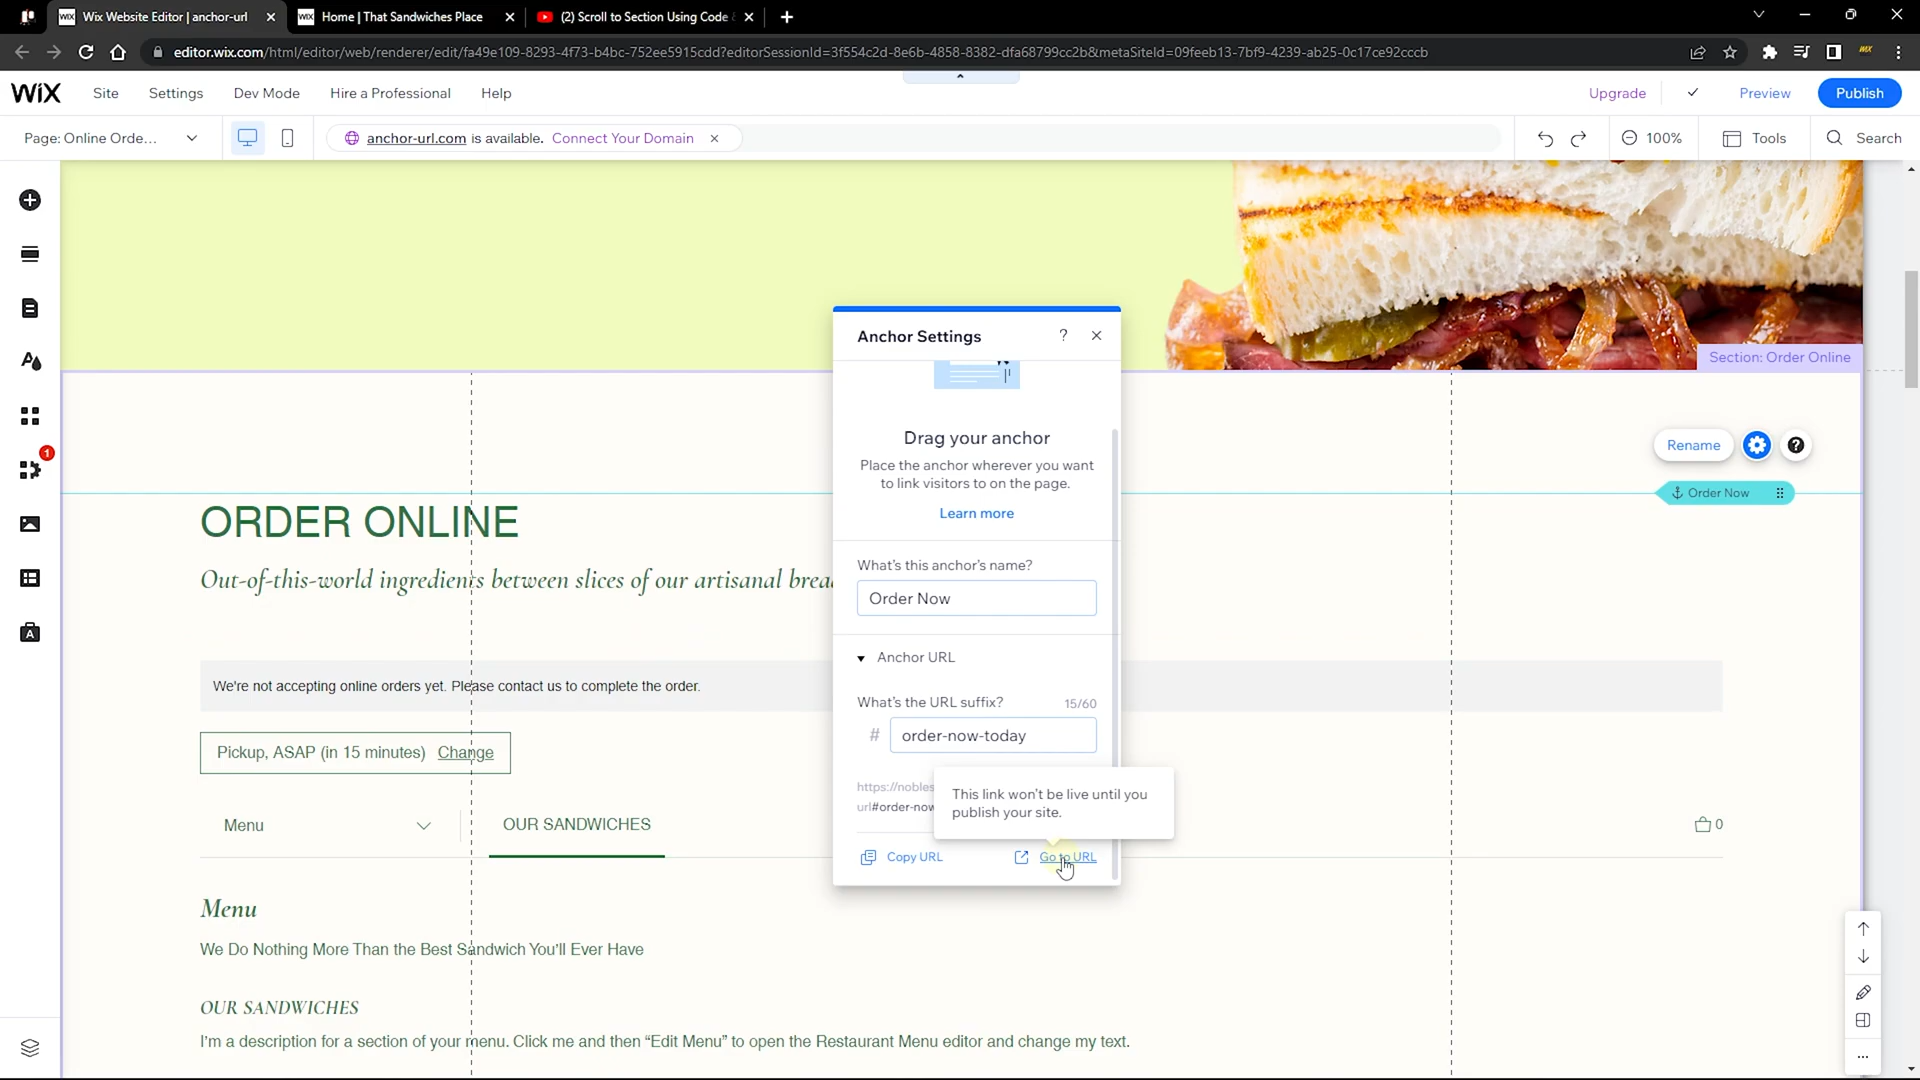 Wix Website Editor | anchor-url
Home | That Sandwiches Place
(2) Scroll to Section Using Code
editor.wix.com/html/editor/web/renderer/edit/fa49e109-8293-4f73-b4bc-752ee5915cdd?editorSessionId=3f554c2d-8e6b-4858-8382-dfa68799cc2b&metaSiteId=09feeb13-7bf9-4239-ab25-0c17ce92cccb
WiX Site Settings Dev Mode Hire a Professional Help Upgrade Preview Publish
Page: Online Orde... anchor-url.com is available. Connect Your Domain 100% Tools Search
Section: Order Online
Anchor Settings ?
Drag your anchor
Place the anchor wherever you want
to link visitors to on the page.
Learn more
Rename ?
Order Now
ORDER ONLINE
Out-of-this-world ingredients between slices of our artisanal
What's this anchor's name?
Order Now
Anchor URL
We're not accepting online orders yet. Please contact us to complete the order.
What's the URL suffix? 15/60
# order-now-today
Pickup, ASAP (in 15 minutes) Change
https://nobles
url#order-now
This link won't be live until you
publish your site.
Menu OUR SANDWICHES 0
Copy URL Go to URL
1
Menu
We Do Nothing More Than the Best Sandwich You'll Ever Have
OUR SANDWICHES
I'm a description for a section of your menu. Click me and then “Edit Menu” to open the Restaurant Menu editor and change my text.